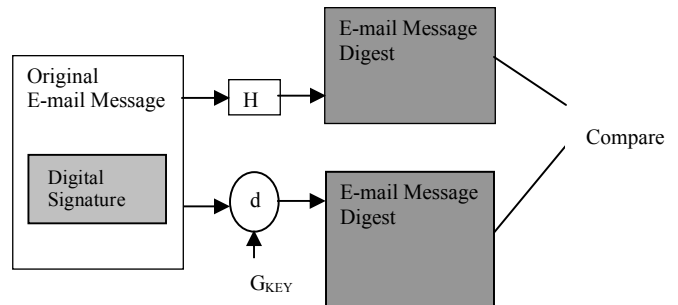 E-mail Message
Digest
Original
E-mail Message
H
Compare
Digital
Signature
E-mail Message
Digest
d
GKEY